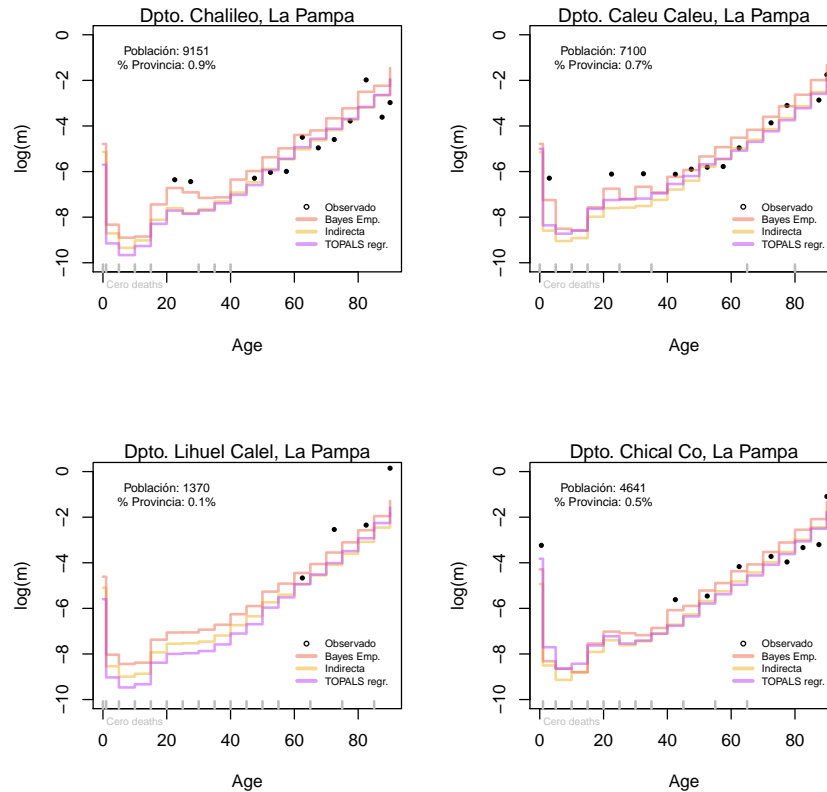 Dpto. Chalileo, La Pampa
Población: 9151
% Provincia: 0.9%
log(m)
0
−2
−4
−6
−8
−10
Observado
Bayes Emp.
Indirecta
TOPALS regr.
Cero deaths
0 20 40 60 80
Age
Dpto. Caleu Caleu, La Pampa
Población: 7100
% Provincia: 0.7%
log(m)
0
−2
−4
−6
−8
−10
Observado
Bayes Emp.
Indirecta
TOPALS regr.
Cero deaths
0 20 40 60 80
Age
Dpto. Lihuel Calel, La Pampa
Población: 1370
% Provincia: 0.1%
log(m)
0
−2
−4
−6
−8
−10
Observado
Bayes Emp.
Indirecta
TOPALS regr.
Cero deaths
0 20 40 60 80
Age
Dpto. Chical Co, La Pampa
Población: 4641
% Provincia: 0.5%
log(m)
0
−2
−4
−6
−8
−10
Observado
Bayes Emp.
Indirecta
TOPALS regr.
Cero deaths
0 20 40 60 80
Age